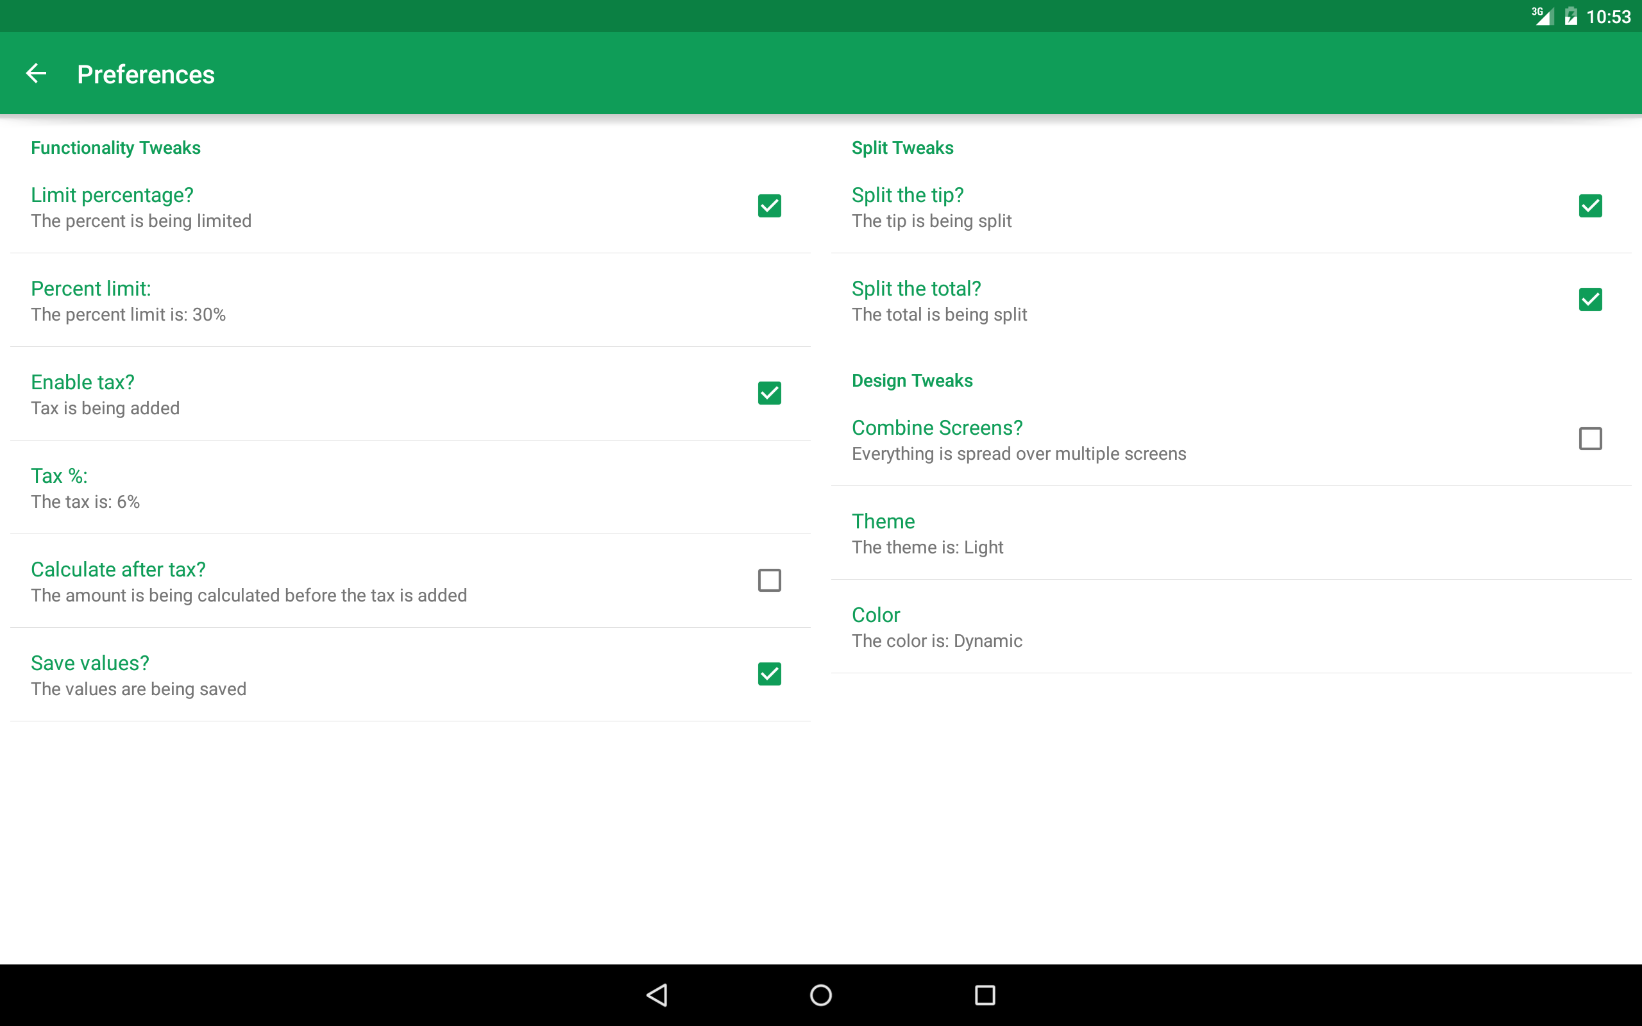 3G 10:53
Preferences
Functionality Tweaks
Limit percentage?
The percent is being limited
Percent limit:
The percent limit is: 30%
Enable tax?
Tax is being added
Tax %:
The tax is: 6%
Calculate after tax?
The amount is being calculated before the tax is added
Save values?
The values are being saved
Split Tweaks
Split the tip?
The tip is being split
Split the total?
The total is being split
Design Tweaks
Combine Screens?
Everything is spread over multiple screens
Theme
The theme is: Light
Color
The color is: Dynamic